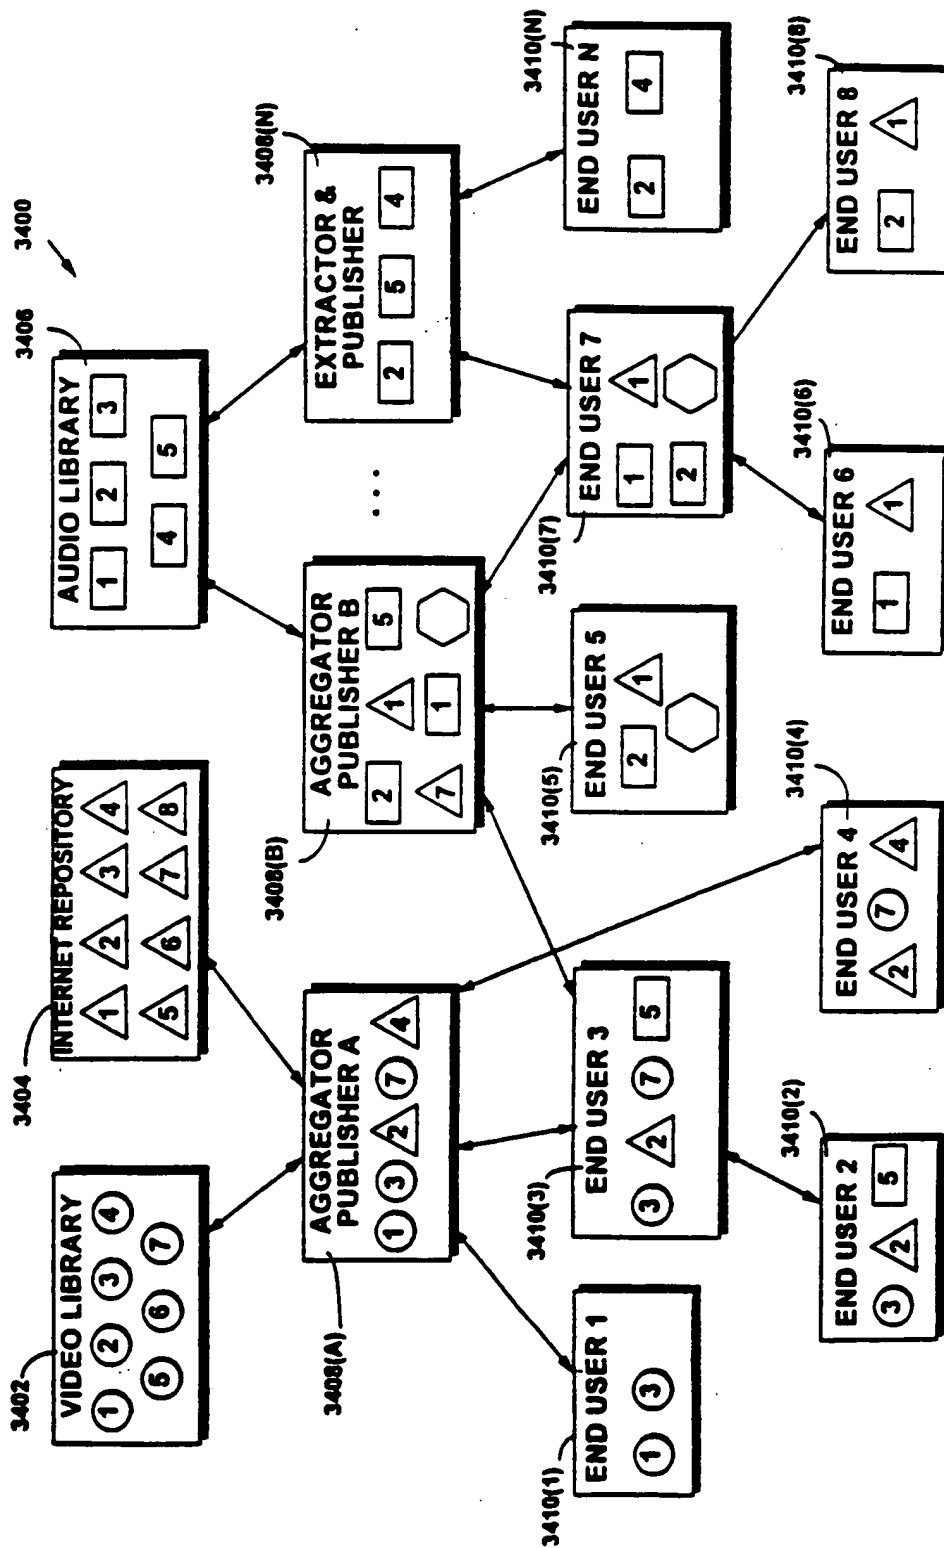 3400
3402
VIDEO LIBRARY
1 2 3 4
5 6 7
3404
INTERNET REPOSITORY
1 2 3 4
5 6 7 8
3406
AUDIO LIBRARY
1 2 3
4 5
3408(A)
AGGREGATOR
PUBLISHER A
1 3 2 7 4
3408(B)
AGGREGATOR
PUBLISHER B
2 1 5
7 1
...
3408(N)
EXTRACTOR &
PUBLISHER
2 5 4
3410(1)
END USER 1
1 3
3410(3)
END USER 3
3 2 7 5
3410(5)
END USER 5
2 1
3410(7)
END USER 7
1 1
2
3410(N)
END USER N
2 4
3410(2)
END USER 2
3 2 5
3410(4)
END USER 4
2 7 4
3410(6)
END USER 6
1 1
3410(8)
END USER 8
2 1